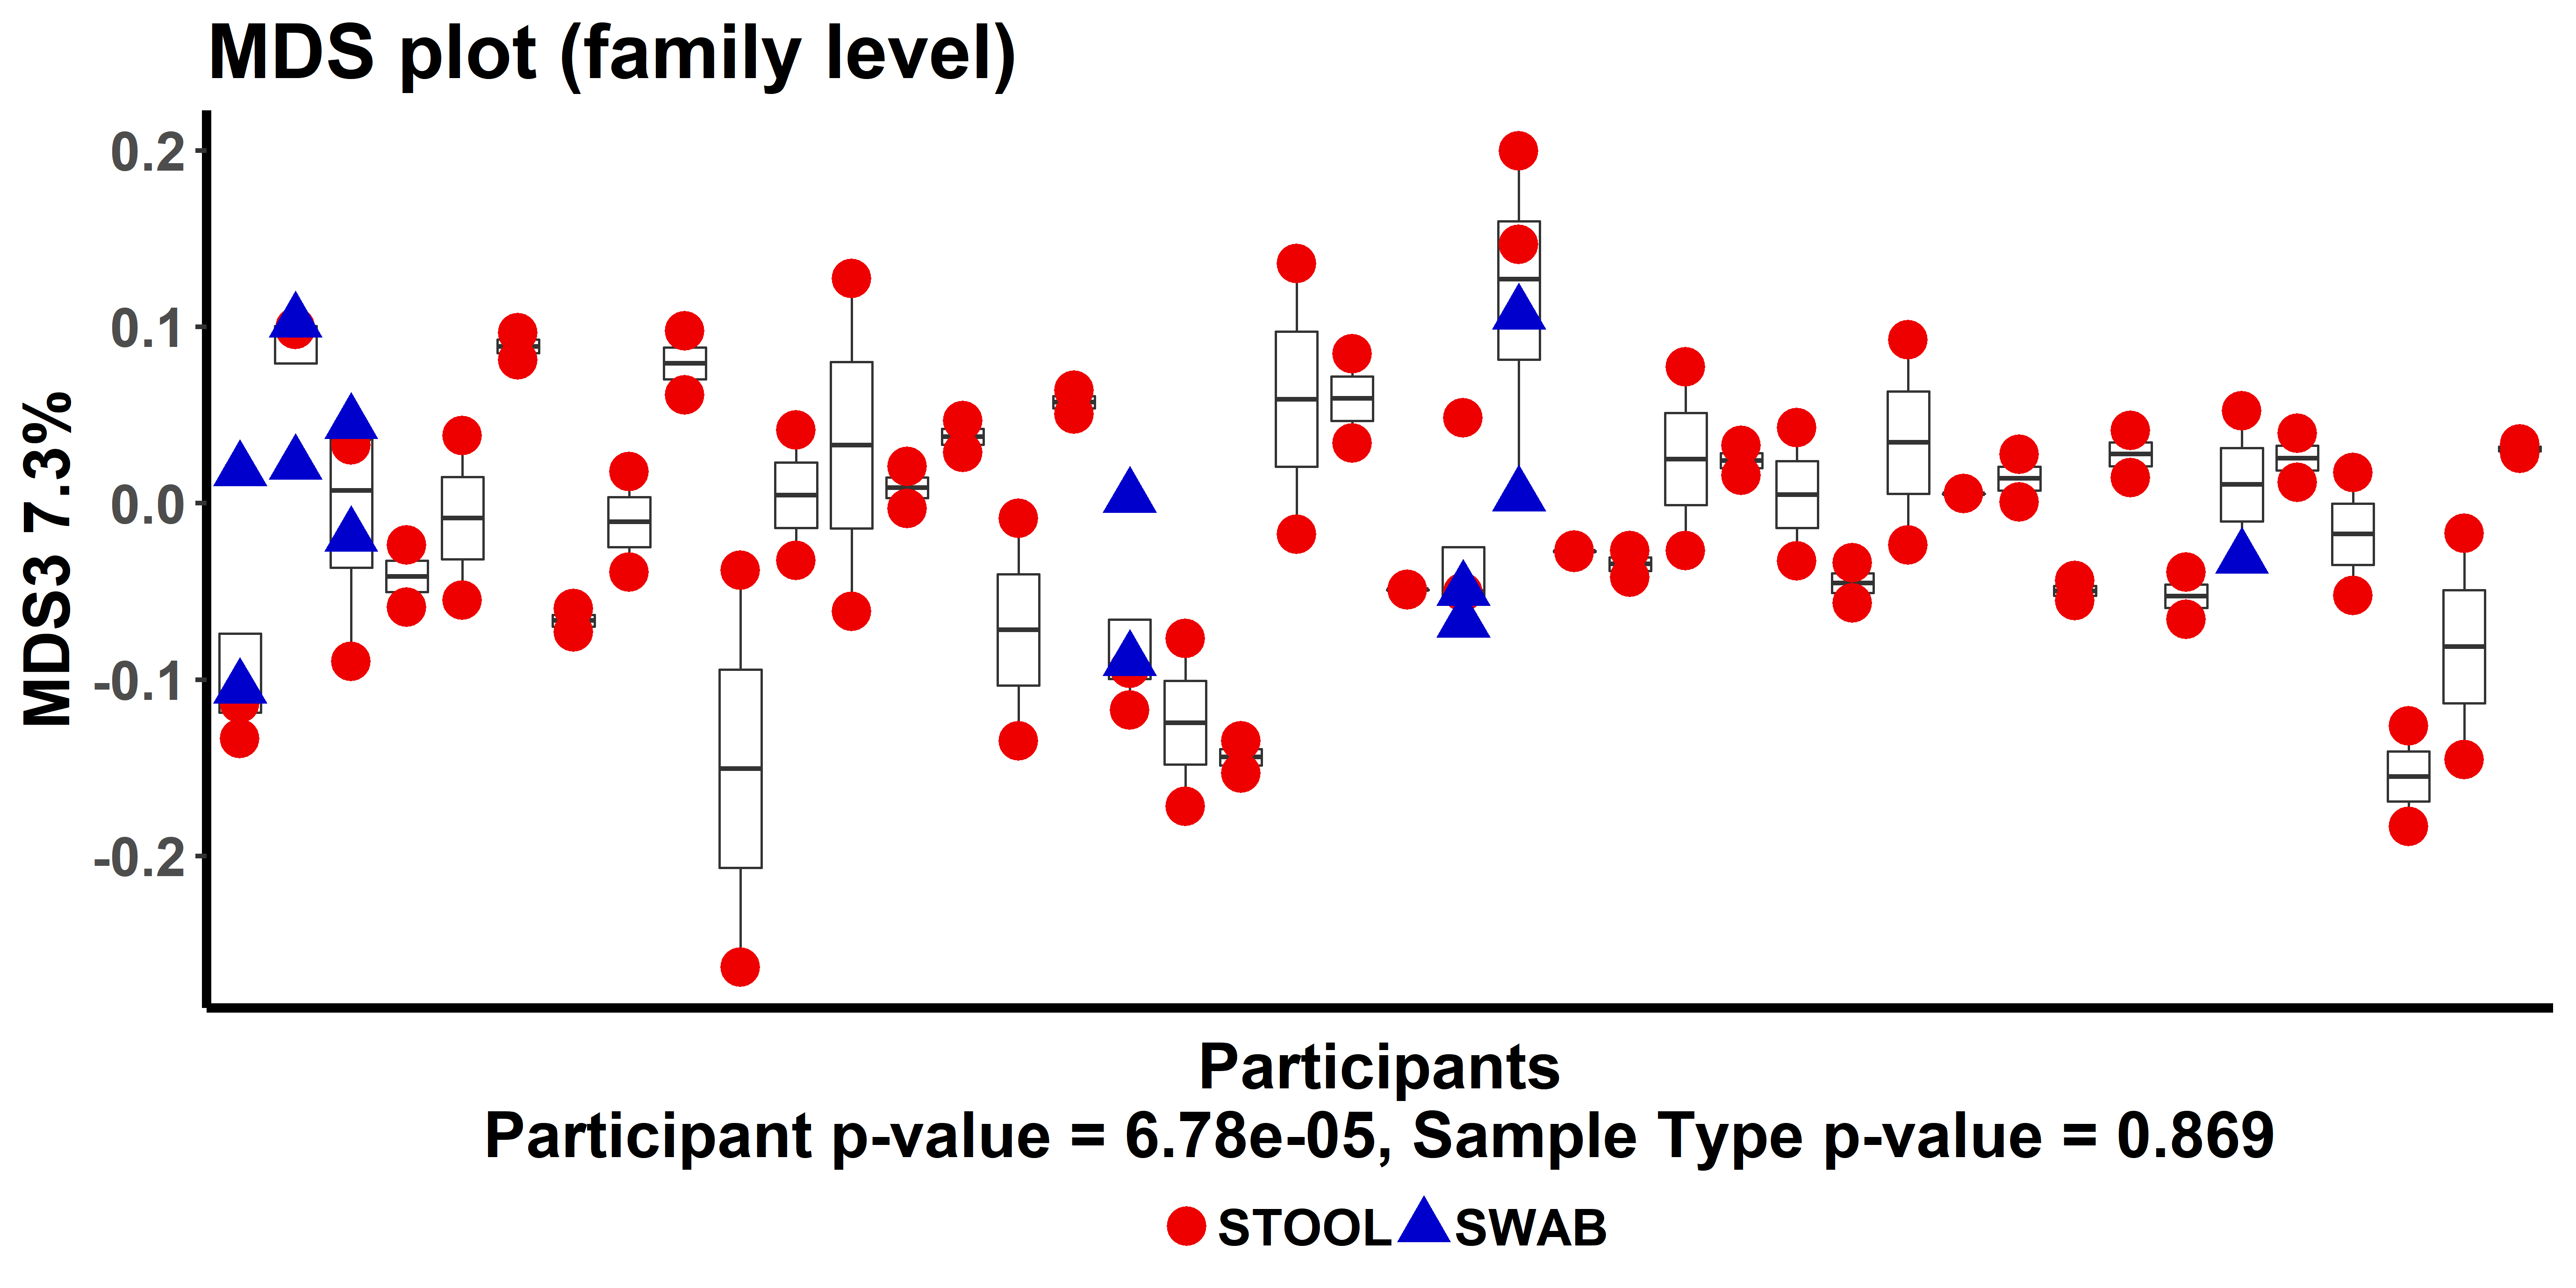 MDS plot (family level)
MDS3 7.3%
0.2
0.1
0.0
-0.1
-0.2
Participants
Participant p-value = 6.78e-05, Sample Type p-value = 0.869
STOOL SWAB